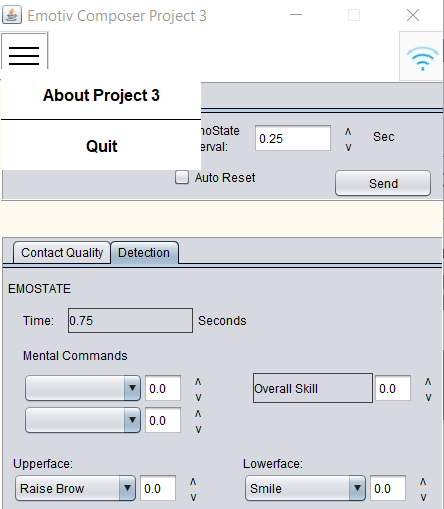 Emotiv Composer Project 3
About Project 3
Quit
moState
erval:
0.25
Sec
Auto Reset
Send
Contact Quality
Detection
EMOSTATE
Time:
0.75
Seconds
Mental Commands
0.0
Overall Skill
0.0
0.0
Upperface:
Lowerface:
Raise Brow
0.0
Smile
0.0